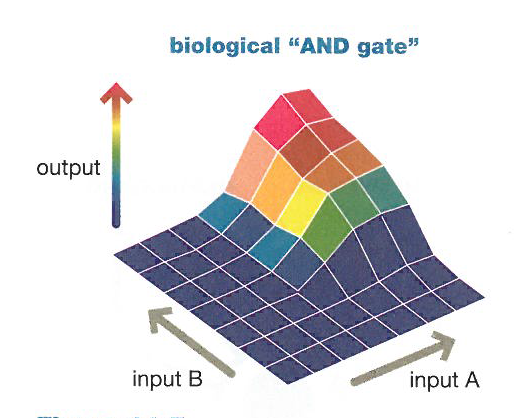 biological “AND gate”
output
input B
input A